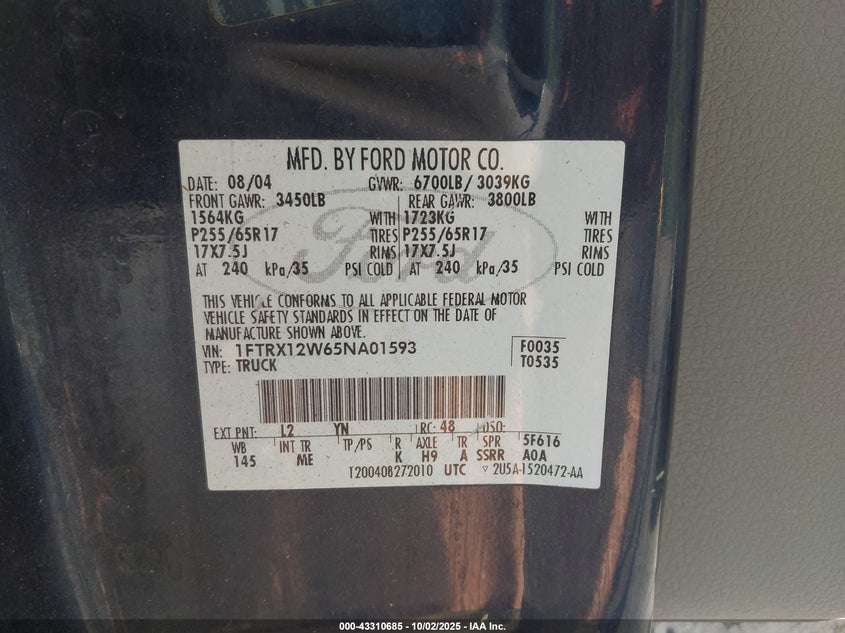 MFD. BY FORD MOTOR CO.
DATE: 08/04 GVWR: 6700LB/ 3039KG
FRONT GAWR: 3450LB REAR GAWR: 3800LB
1564KG WITH 1723KG WITH
P255/65R17 TIRES P255/65R17 TIRES
17X7.5J RIMS 17X7.5J RIMS
AT 240 kPa/35 PSI COLD AT 240 kPa/35 PSI COLD
Ford
THIS VEHICLE CONFORMS TO ALL APPLICABLE FEDERAL MOTOR
VEHICLE SAFETY STANDARDS IN EFFECT ON THE DATE OF
MANUFACTURE SHOWN ABOVE.
VIN: 1FTRX12W65NA01593 F0035
TYPE: TRUCK T0535
EXT PNT: L2 YN RC: 48 DSO:
WB INT TR TP/PS R AXLE TR SPR 5F616
145 ME K H9 A SSRR A0A
T200408272010 UTC ▽ 2U5A-1520472-AA
000-43310685 - 10/02/2025 - IAA Inc.